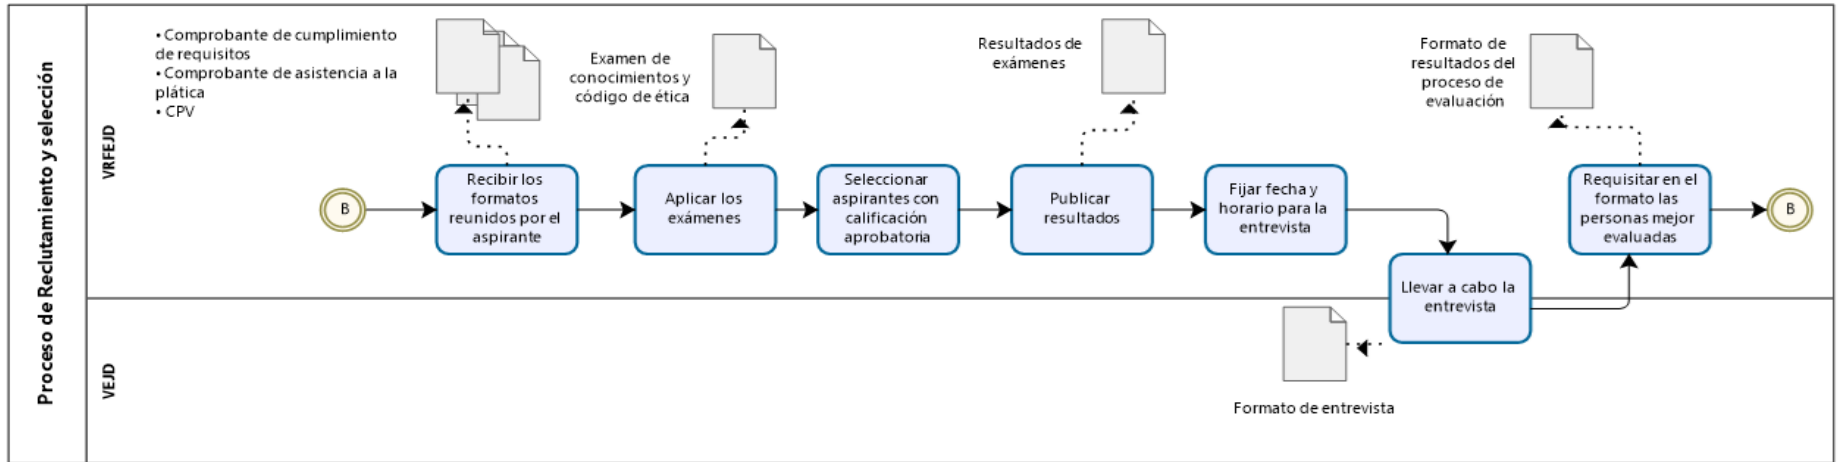 Proceso de Reclutamiento y selección
VRFEJD
• Comprobante de cumplimiento
de requisitos
• Comprobante de asistencia a la
plática
• CPV
Examen de
conocimientos y
código de ética
Resultados de
exámenes
Formato de
resultados del
proceso de
evaluación
B
Recibir los
formatos
reunidos por el
aspirante
Aplicar los
exámenes
Seleccionar
aspirantes con
calificación
aprobatoria
Publicar
resultados
Fijar fecha y
horario para la
entrevista
Requisitar en el
formato las
personas mejor
evaluadas
B
Llevar a cabo la
entrevista
VEJD
Formato de entrevista